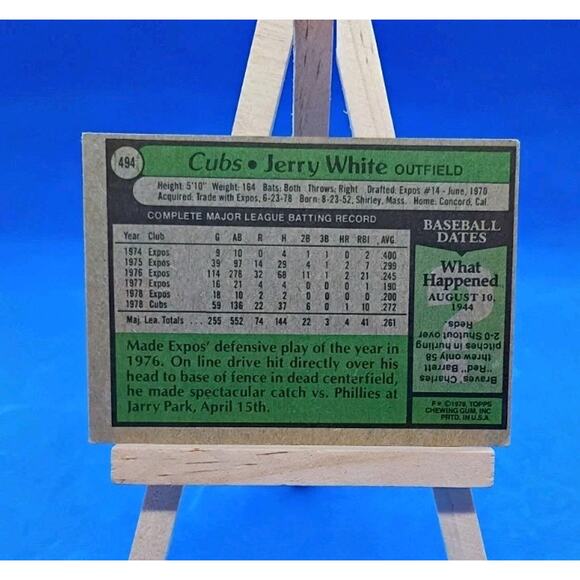 494
Cubs • Jerry White OUTFIELD
Height: 5'10" Weight: 164 Bats: Both Throws: Right Drafted: Expos #14 - June, 1970
Acquired: Trade with Expos, 6-23-78 Born: 8-23-52, Shirley, Mass. Home: Concord, Cal.
COMPLETE MAJOR LEAGUE BATTING RECORD
Year Club G AB R H 2B 3B HR RBI AVG.
1974 Expos 9 10 0 4 1 1 0 2 .400
1975 Expos 39 97 14 29 4 1 2 7 .299
1976 Expos 114 278 32 68 11 1 2 21 .245
1977 Expos 16 21 4 4 0 0 0 1 .190
1978 Expos 18 10 2 2 0 0 0 0 .200
1978 Cubs 59 136 22 37 6 0 1 10 .272
Maj. Lea. Totals 255 552 74 144 22 3 4 41 .261
Made Expos' defensive play of the year in
1976. On line drive hit directly over his
head to base of fence in dead centerfield,
he made spectacular catch vs. Phillies at
Jarry Park, April 15th.
BASEBALL
DATES
What
Happened
AUGUST 10,
1944
?
Braves' Charles
"Red" Barrett
threw only 58
pitches in hurling
2-0 Shutout over
Reds
© 1979, TOPPS
CHEWING GUM, INC
PRTD. IN U.S.A.